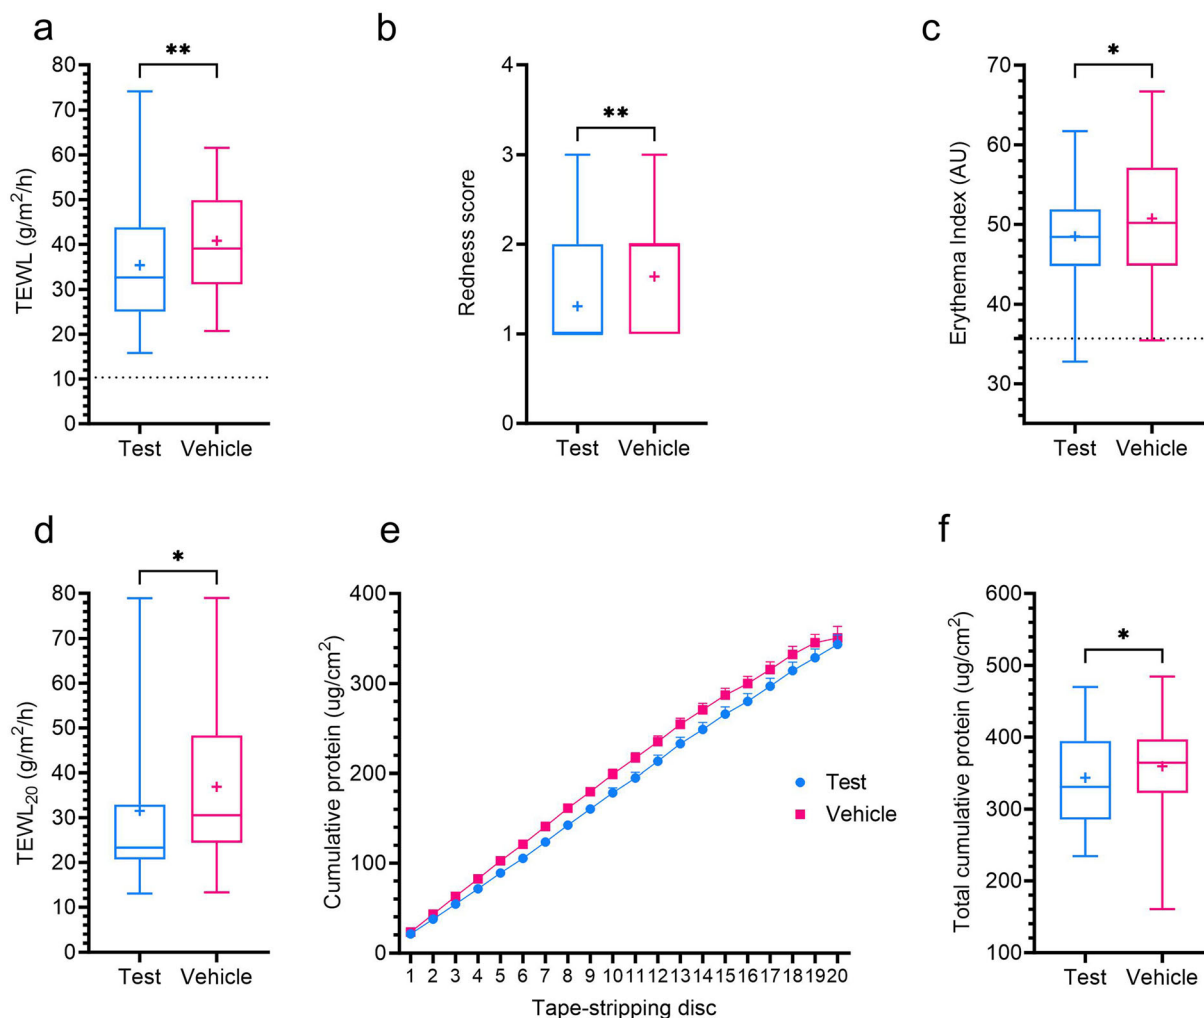 a
**
TEWL (g/m²/h)
80
70
60
50
40
30
20
10
0
Test Vehicle
b
**
Redness score
4
3
2
1
0
Test Vehicle
c
*
Erythema Index (AU)
70
60
50
40
30
Test Vehicle
d
*
TEWL₂₀ (g/m²/h)
80
70
60
50
40
30
20
10
0
Test Vehicle
e
Cumulative protein (ug/cm²)
400
300
200
100
0
Test
Vehicle
1 2 3 4 5 6 7 8 9 10 11 12 13 14 15 16 17 18 19 20
Tape-stripping disc
f
*
Total cumulative protein (ug/cm²)
600
500
400
300
200
100
Test Vehicle